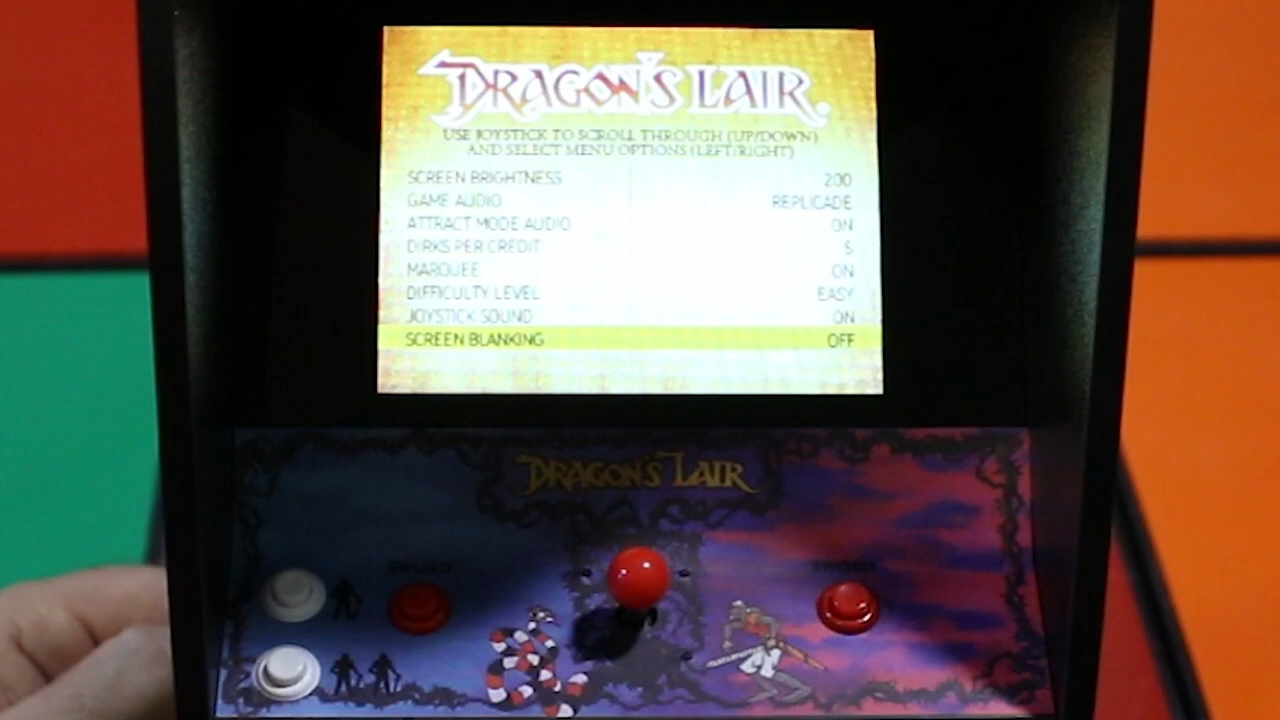 DRAGON'S LAIR
USE JOYSTICK TO SCROLL THROUGH (UP/DOWN)
AND SELECT MENU OPTIONS (LEFT/RIGHT)
SCREEN BRIGHTNESS 200
GAME AUDIO REPLICADE
ATTRACT MODE AUDIO ON
DIRKS PER CREDIT 5
MARQUEE ON
DIFFICULTY LEVEL EASY
JOYSTICK SOUND ON
SCREEN BLANKING OFF
DRAGON'S LAIR
SWORD SWORD